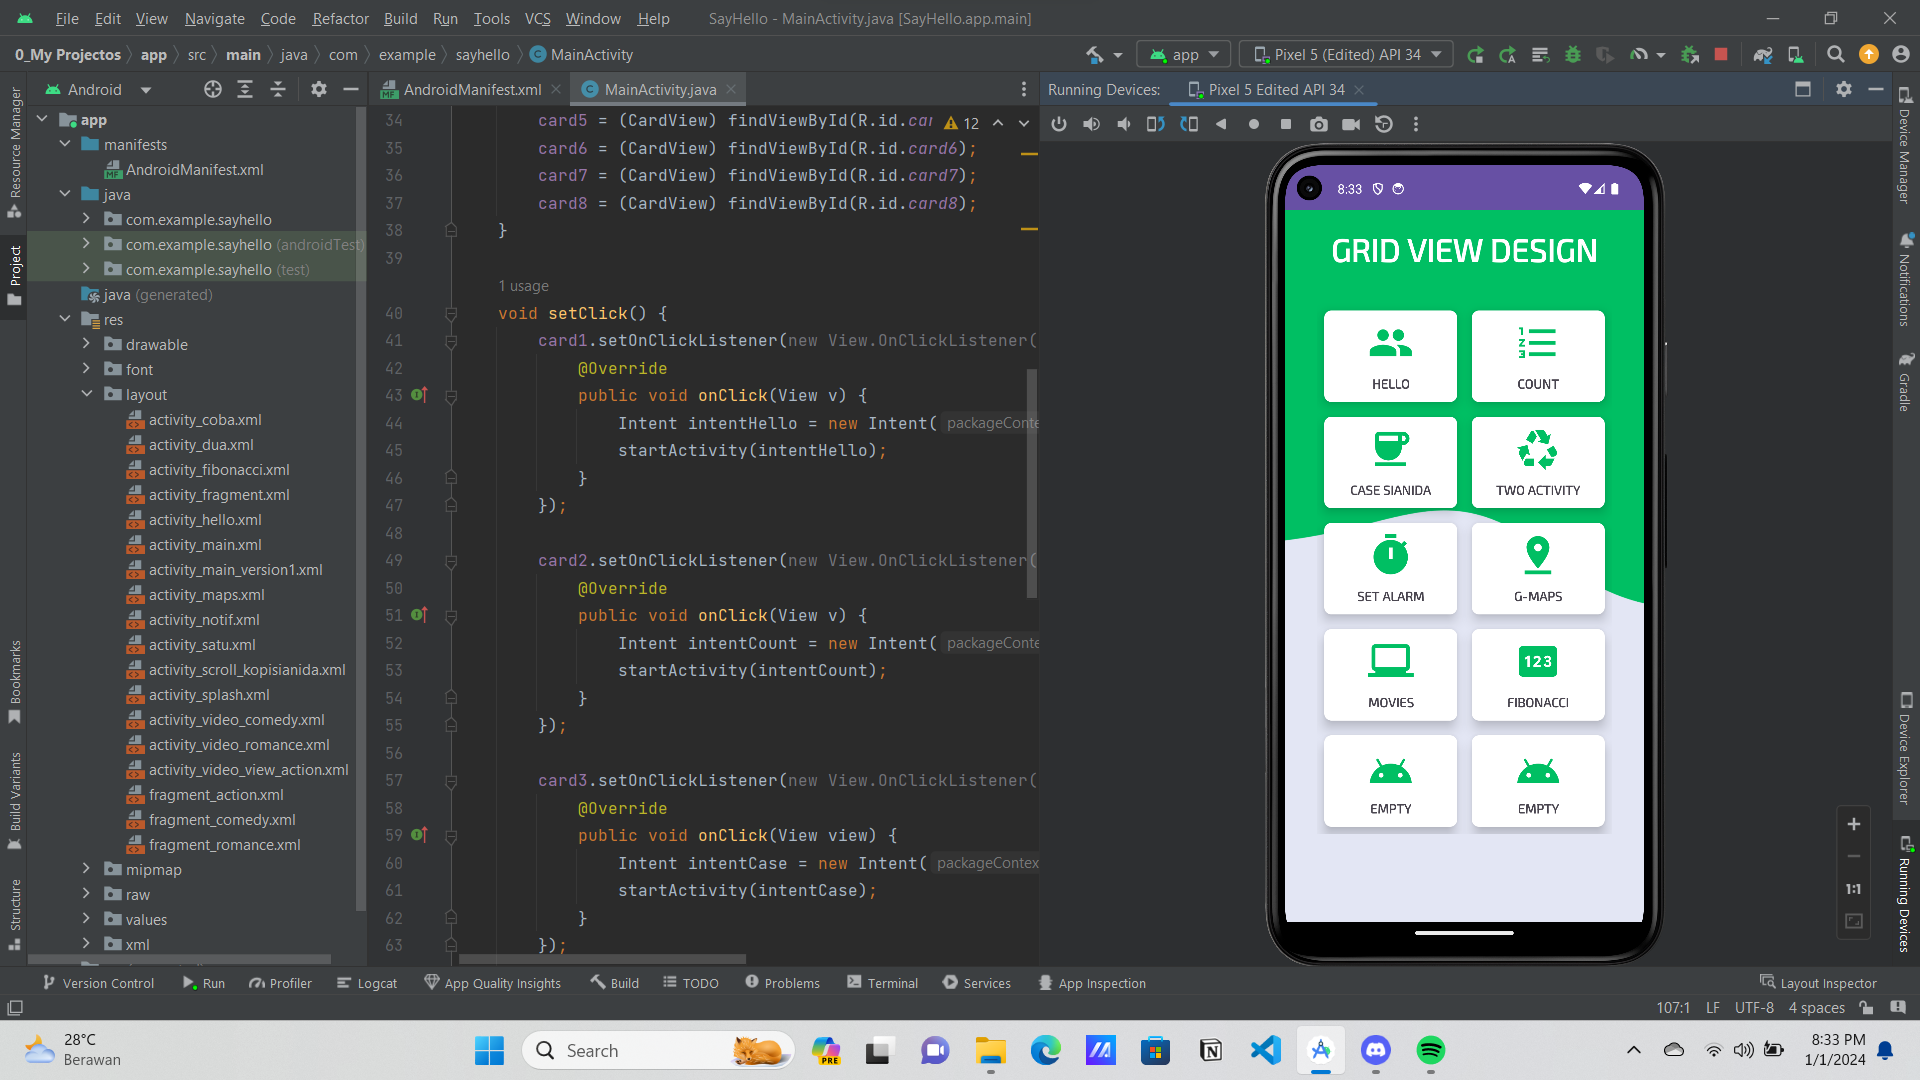 File Edit View Navigate Code Refactor Build Run Tools VCS Window Help SayHello - MainActivity.java [SayHello.app.main]
0_My Projectos app src main java com example sayhello MainActivity
app Pixel 5 (Edited) API 34
Android
AndroidManifest.xml MainActivity.java
Running Devices: Pixel 5 Edited API 34
Resource Manager
Project
Bookmarks
Build Variants
Structure
app
manifests
AndroidManifest.xml
java
com.example.sayhello
com.example.sayhello (androidTest)
com.example.sayhello (test)
java (generated)
res
drawable
font
layout
activity_coba.xml
activity_dua.xml
activity_fibonacci.xml
activity_fragment.xml
activity_hello.xml
activity_main.xml
activity_main_version1.xml
activity_maps.xml
activity_notif.xml
activity_satu.xml
activity_scroll_kopisianida.xml
activity_splash.xml
activity_video_comedy.xml
activity_video_romance.xml
activity_video_view_action.xml
fragment_action.xml
fragment_comedy.xml
fragment_romance.xml
mipmap
raw
values
xml
12
34 card5 = (CardView) findViewById(R.id.car
35 card6 = (CardView) findViewById(R.id.card6);
36 card7 = (CardView) findViewById(R.id.card7);
37 card8 = (CardView) findViewById(R.id.card8);
38 }
39
1 usage
40 void setClick() {
41 card1.setOnClickListener(new View.OnClickListener(
42 @Override
43 public void onClick(View v) {
44 Intent intentHello = new Intent( packageConte
45 startActivity(intentHello);
46 }
47 });
48
49 card2.setOnClickListener(new View.OnClickListener(
50 @Override
51 public void onClick(View v) {
52 Intent intentCount = new Intent( packageConte
53 startActivity(intentCount);
54 }
55 });
56
57 card3.setOnClickListener(new View.OnClickListener(
58 @Override
59 public void onClick(View view) {
60 Intent intentCase = new Intent( packageContex
61 startActivity(intentCase);
62 }
63 });
8:33
GRID VIEW DESIGN
HELLO
COUNT
CASE SIANIDA
TWO ACTIVITY
SET ALARM
G-MAPS
MOVIES
123
FIBONACCI
EMPTY
EMPTY
1:1
Device Manager
Notifications
Gradle
Device Explorer
Running Devices
Version Control Run Profiler Logcat App Quality Insights Build TODO Problems Terminal Services App Inspection Layout Inspector
107:1 LF UTF-8 4 spaces
28°C
Berawan
Search
PRE
8:33 PM
1/1/2024